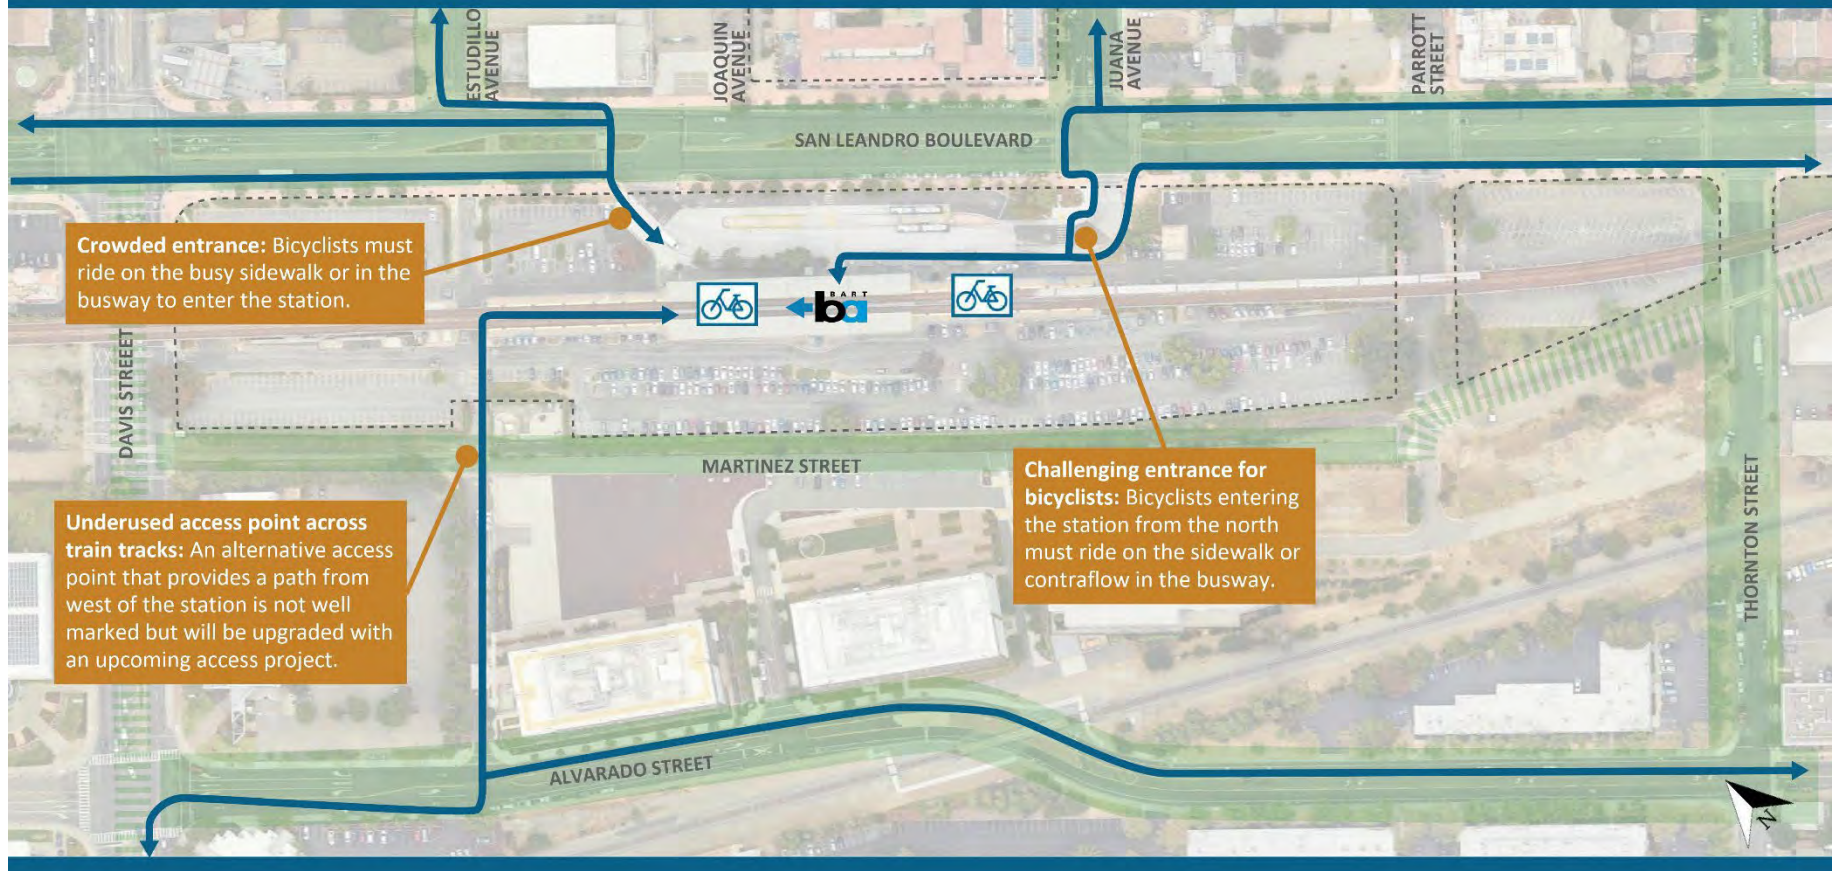 ESTUDILLO
AVENUE
JOAQUIN
AVENUE
JUANA
AVENUE
PARROTT
STREET
SAN LEANDRO BOULEVARD
Crowded entrance: Bicyclists must
ride on the busy sidewalk or in the
busway to enter the station.
BART
ba
DAVIS STREEET
MARTINEZ STREET
Challenging entrance for
bicyclists: Bicyclists entering
the station from the north
must ride on the sidewalk or
contraflow in the busway.
Underused access point across
train tracks: An alternative access
point that provides a path from
west of the station is not well
marked but will be upgraded with
an upcoming access project.
THORNTON STREET
ALVARADO STREET
N